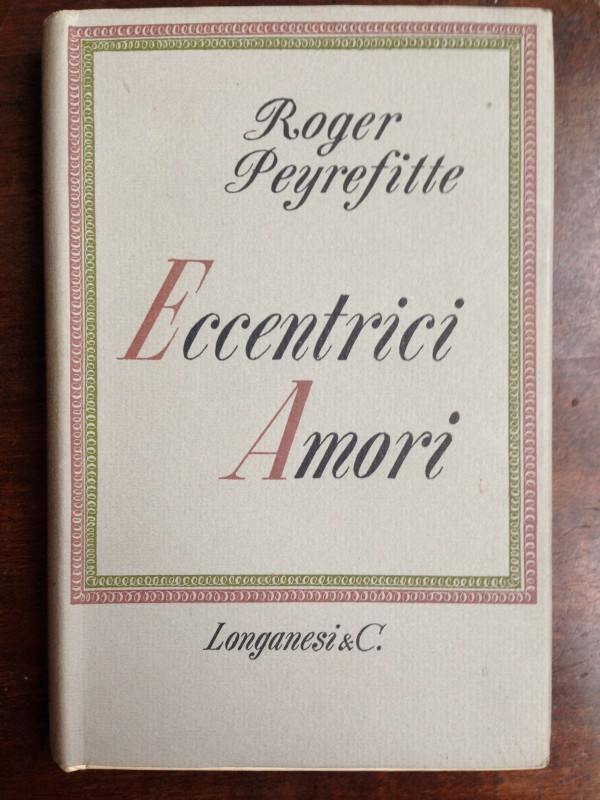 Roger
Peyrefitte
Eccentrici
Amori
Longanesi & C.